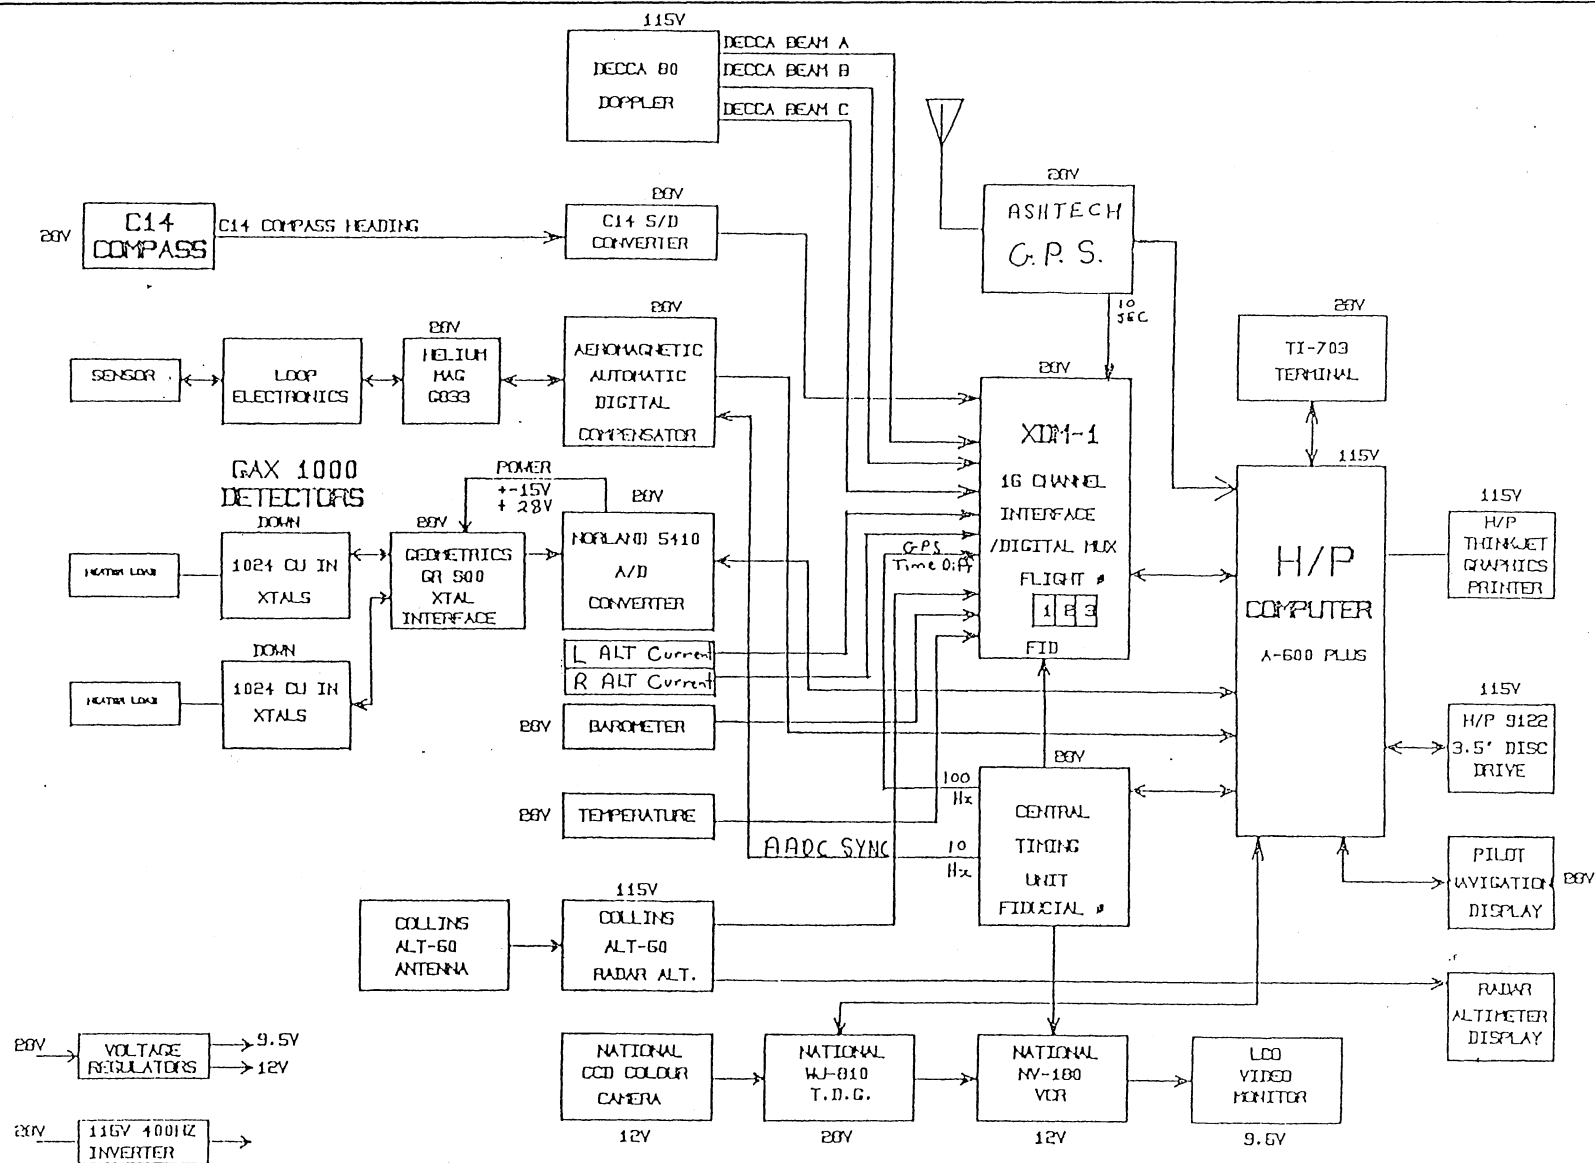 115V
DECCA 80
DOPPLER
DECCA BEAM A
DECCA BEAM B
DECCA BEAM C
28V
C14
COMPASS
C14 COMPASS HEADING
28V
C14 S/D
CONVERTER
28V
ASHTECH
G.P.S.
10
SEC
28V
TI-703
TERMINAL
SENSOR
LOOP
ELECTRONICS
28V
HELIUM
MAG
G833
28V
AEROMAGNETIC
AUTOMATIC
DIGITAL
COMPENSATOR
28V
XDM-1
16 CHANNEL
INTERFACE
/DIGITAL MUX
FLIGHT #
1 2 3
FID
115V
H/P
COMPUTER
A-600 PLUS
115V
H/P
THINKJET
GRAPHICS
PRINTER
GAX 1000
DETECTORS
POWER
+-15V
+ 28V
DOWN
1024 CU IN
XTALS
HEATER LOAD
28V
GEOMETRICS
GR 800
XTAL
INTERFACE
28V
NORLAND 5410
A/D
CONVERTER
GPS
Time Diff
DOWN
1024 CU IN
XTALS
HEATER LOAD
L ALT Current
R ALT Current
28V
BAROMETER
28V
TEMPERATURE
100
Hz
AADC SYNC
10
Hz
28V
CENTRAL
TIMING
UNIT
FIDUCIAL #
115V
H/P 9122
3.5' DISC
DRIVE
PILOT
NAVIGATION
DISPLAY
28V
COLLINS
ALT-60
ANTENNA
115V
COLLINS
ALT-60
RADAR ALT.
RADAR
ALTIMETER
DISPLAY
28V
VOLTAGE
REGULATORS
9.5V
12V
NATIONAL
CCD COLOUR
CAMERA
12V
NATIONAL
WJ-810
T.D.G.
28V
NATIONAL
NV-180
VCR
12V
LCD
VIDEO
MONITOR
9.6V
28V
115V 400HZ
INVERTER